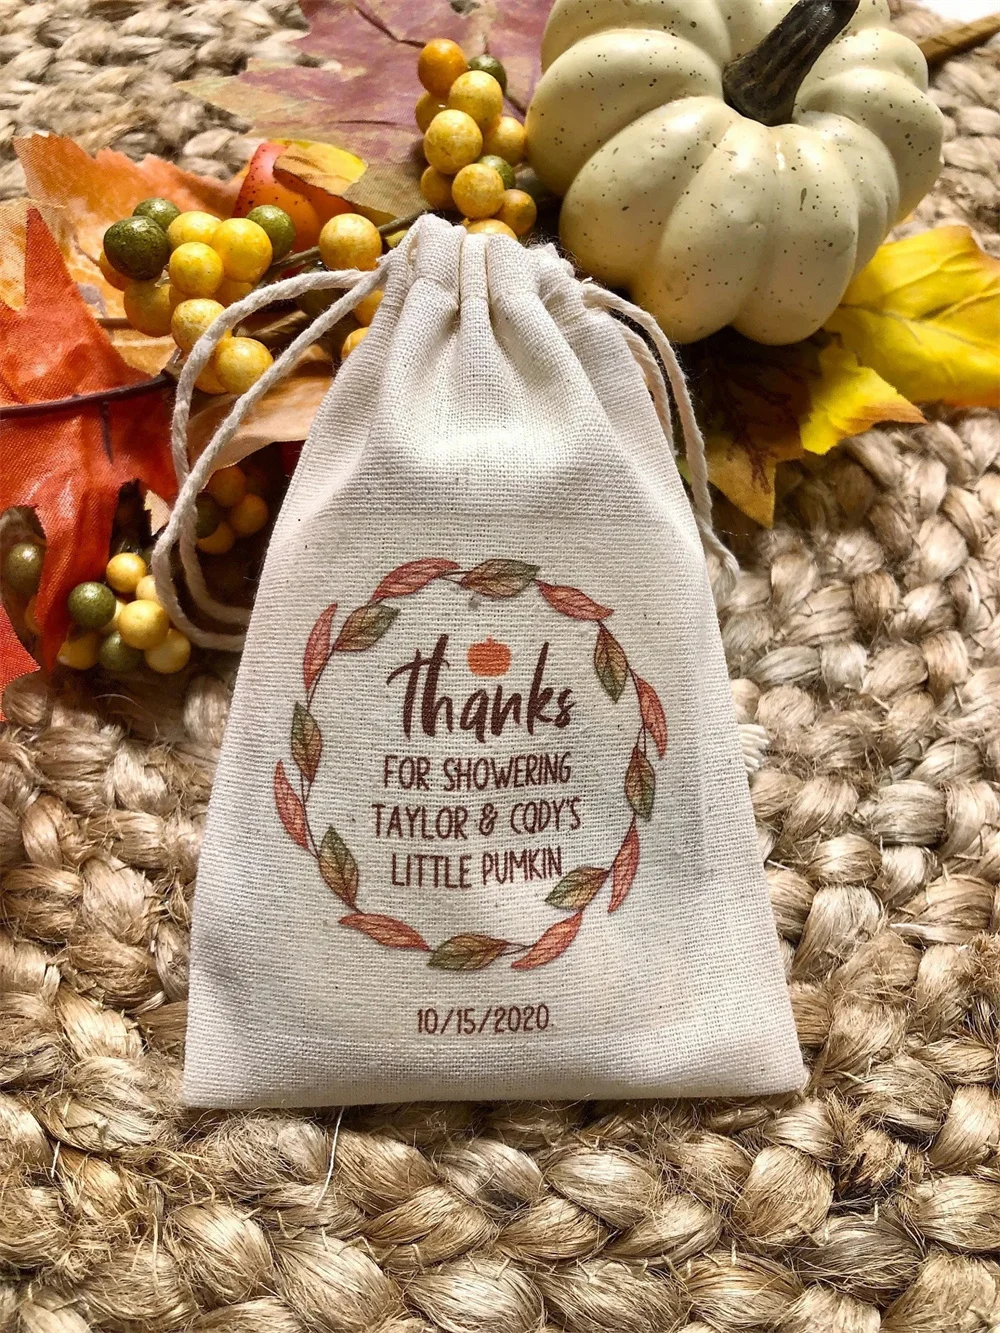 Thanks
FOR SHOWERING
TAYLOR & CODY'S
LITTLE PUMKIN
10/15/2020